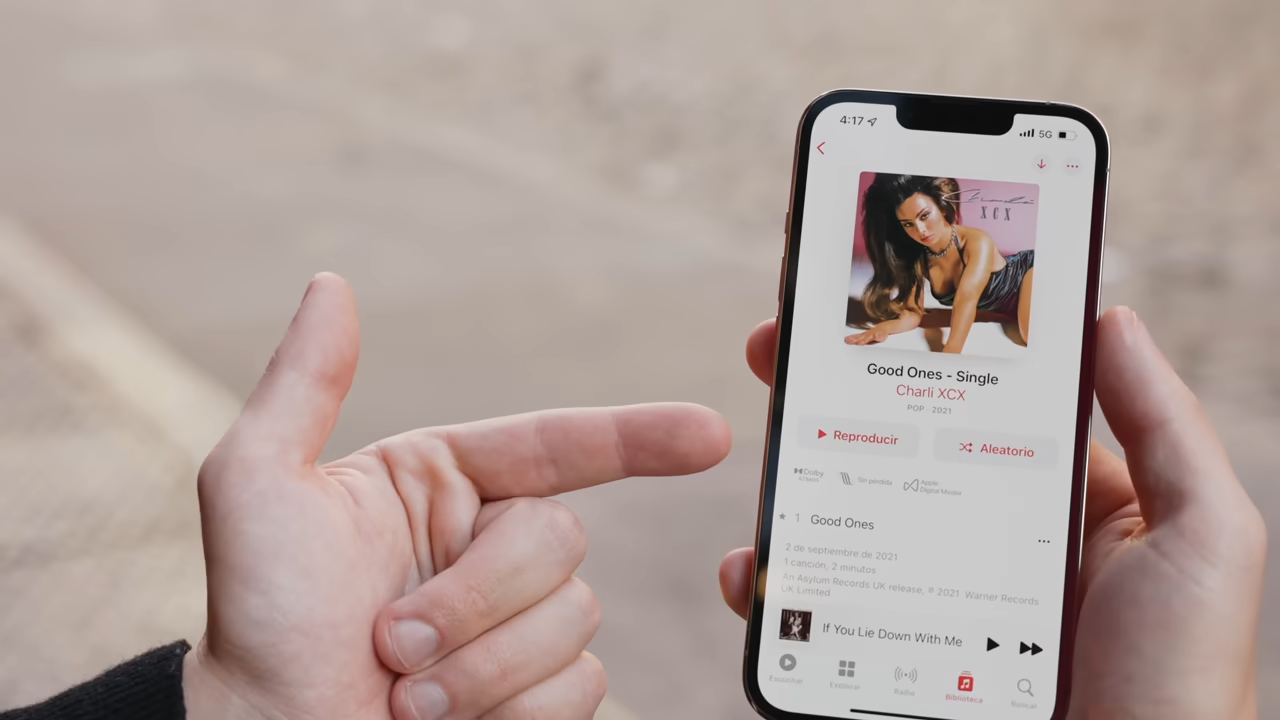 4:17
5G
Charli
XCX
Good Ones - Single
Charli XCX
POP · 2021
Reproducir
Aleatorio
Dolby
ATMOS
Sin pérdida
Apple
Digital Master
1 Good Ones
2 de septiembre de 2021
1 canción, 2 minutos
An Asylum Records UK release, ℗ 2021 Warner Records
UK Limited
If You Lie Down With Me
Escuchar
Explorar
Radio
Biblioteca
Buscar